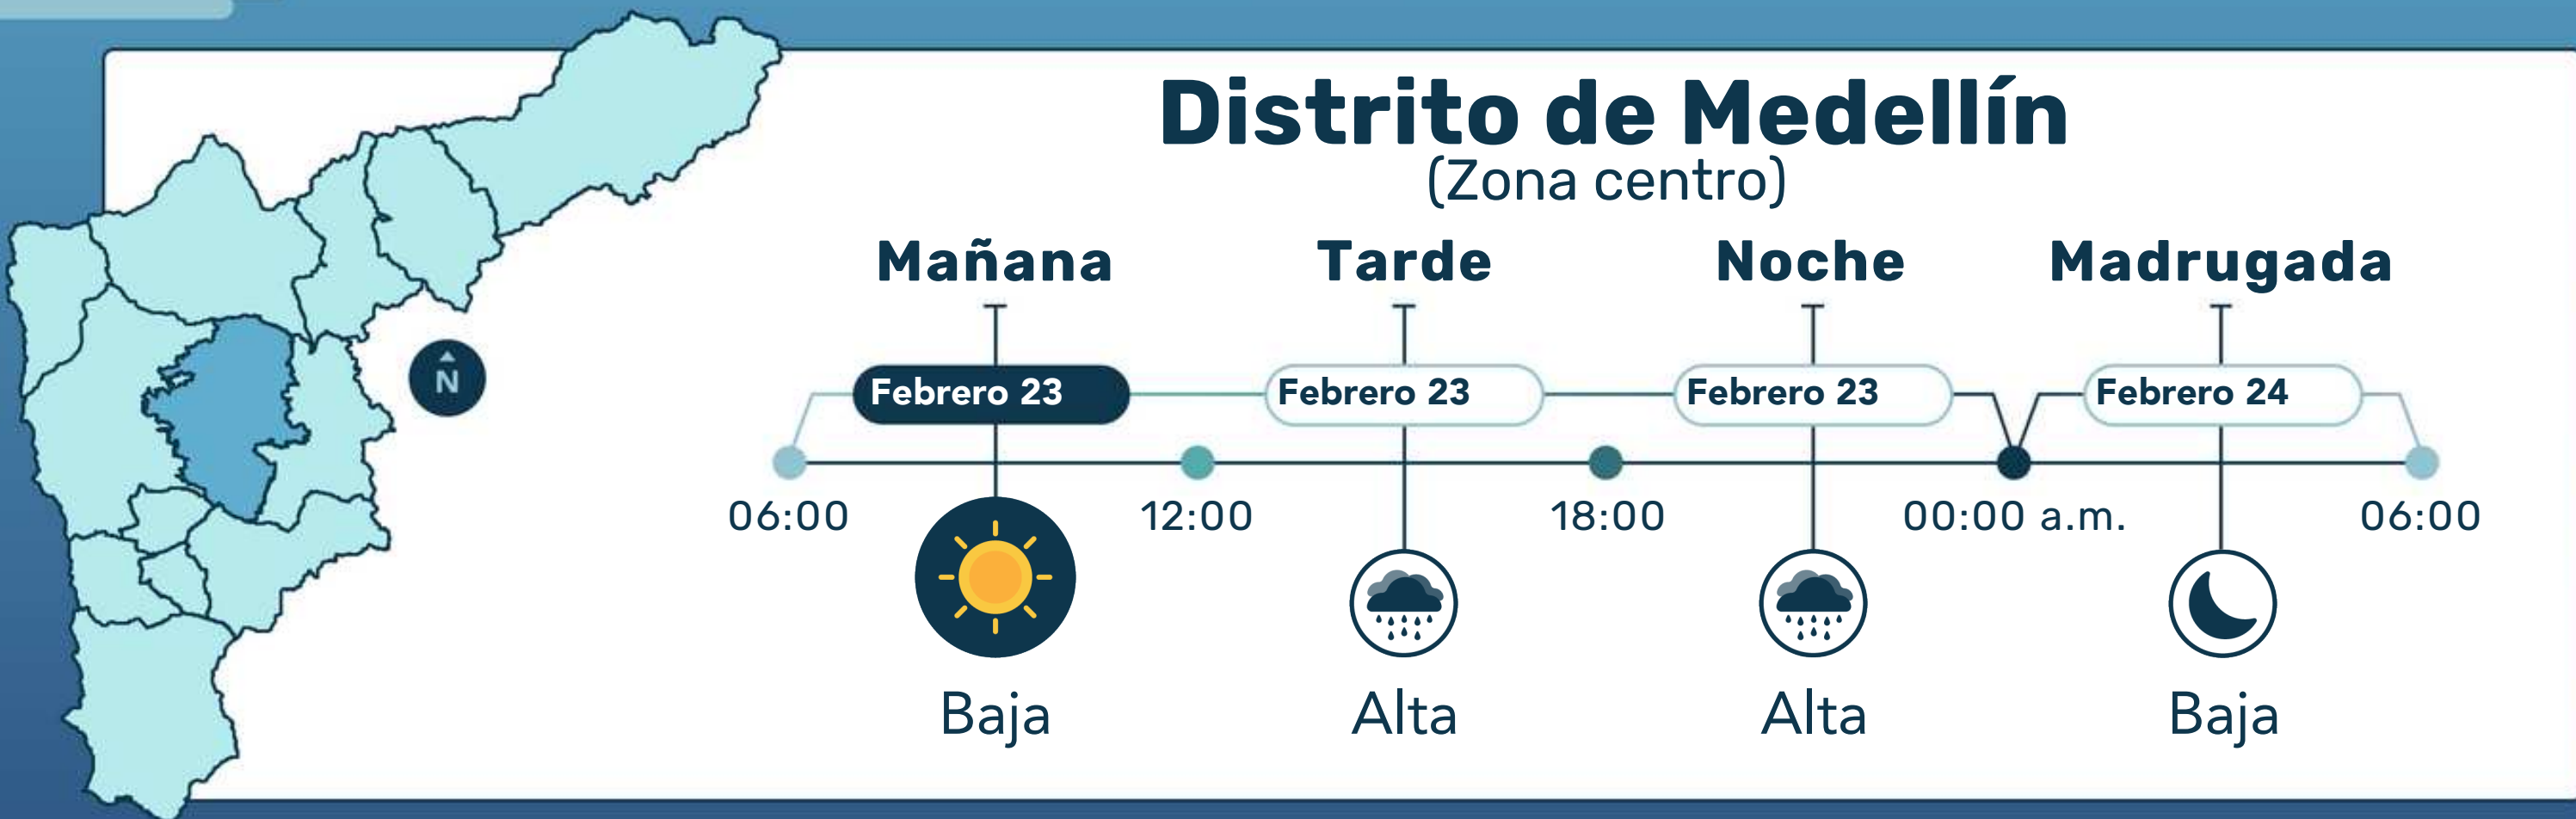 Distrito de Medellín
(Zona centro)
Mañana Tarde Noche Madrugada
Febrero 23 Febrero 23 Febrero 23 Febrero 24
N
06:00 12:00 18:00 00:00 a.m. 06:00
Baja Alta Alta Baja